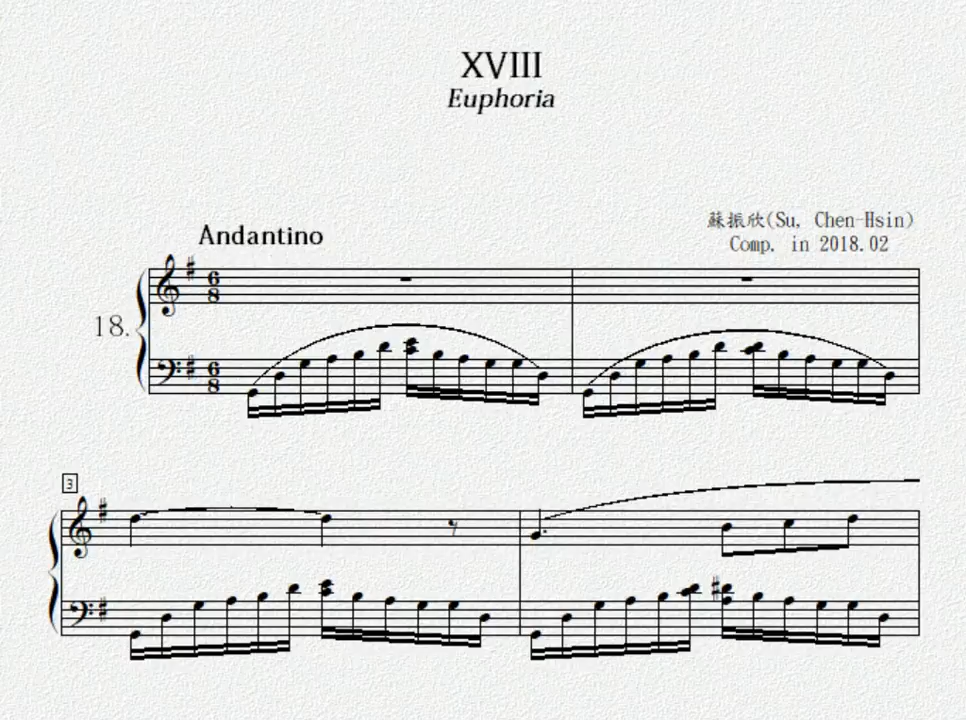 XVIII
Euphoria
蘇振欣(Su, Chen-Hsin)
Andantino
Comp. in 2018.02
6
8
18.
6
8
3